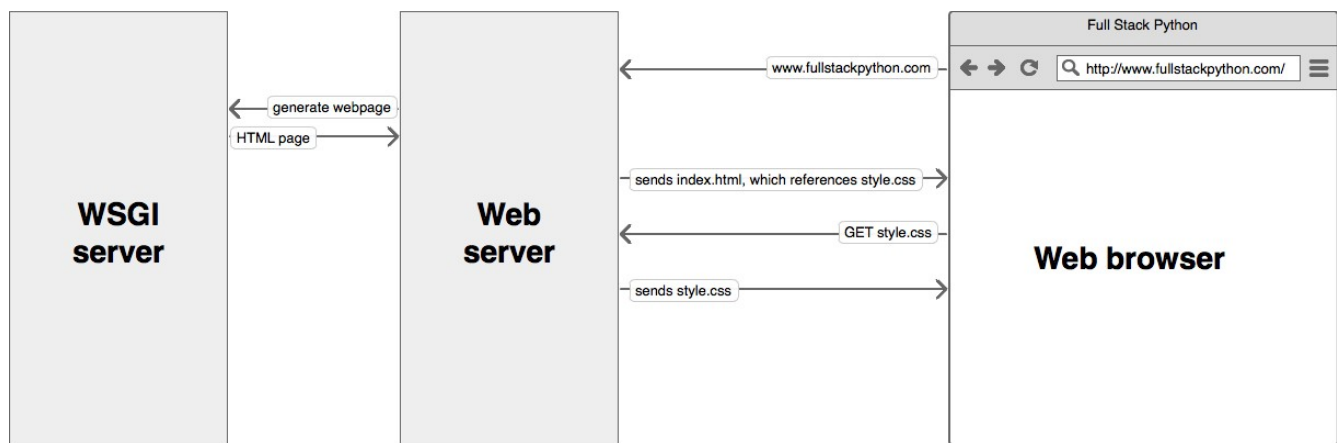 Full Stack Python
http://www.fullstackpython.com/
www.fullstackpython.com
generate webpage
HTML page
sends index.html, which references style.css
WSGI
server
Web
server
GET style.css
Web browser
sends style.css